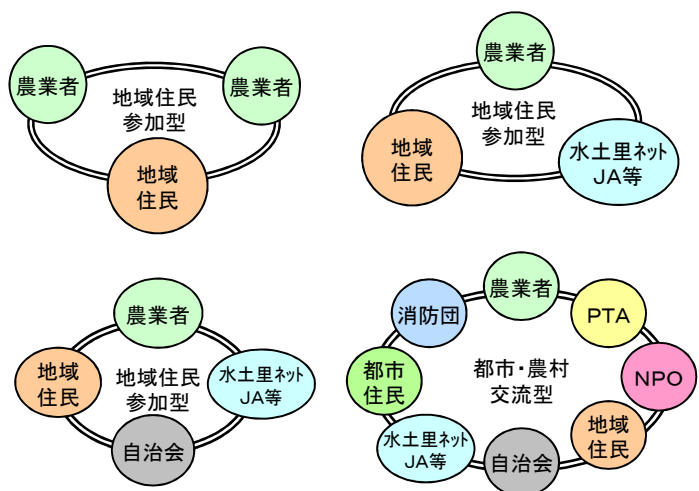 農業者
農業者
地域住民
参加型
地域
住民
農業者
地域住民
参加型
地域
住民
水土里ネット
JA等
農業者
地域
住民
地域住民
参加型
水土里ネット
JA等
自治会
農業者
消防団
PTA
都市
住民
都市・農村
交流型
NPO
水土里ネット
JA等
地域
住民
自治会